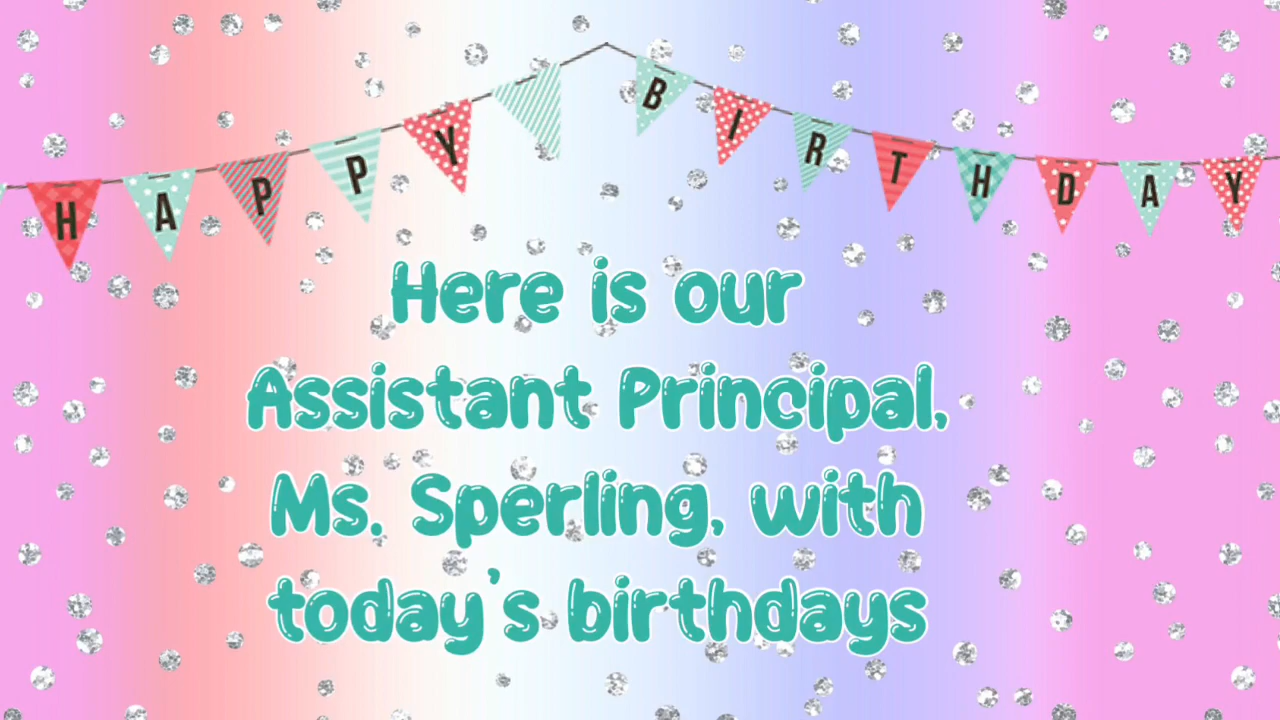 HAPPY BIRTHDAY
Here is our
Assistant Principal,
Ms. Sperling, with
today's birthdays